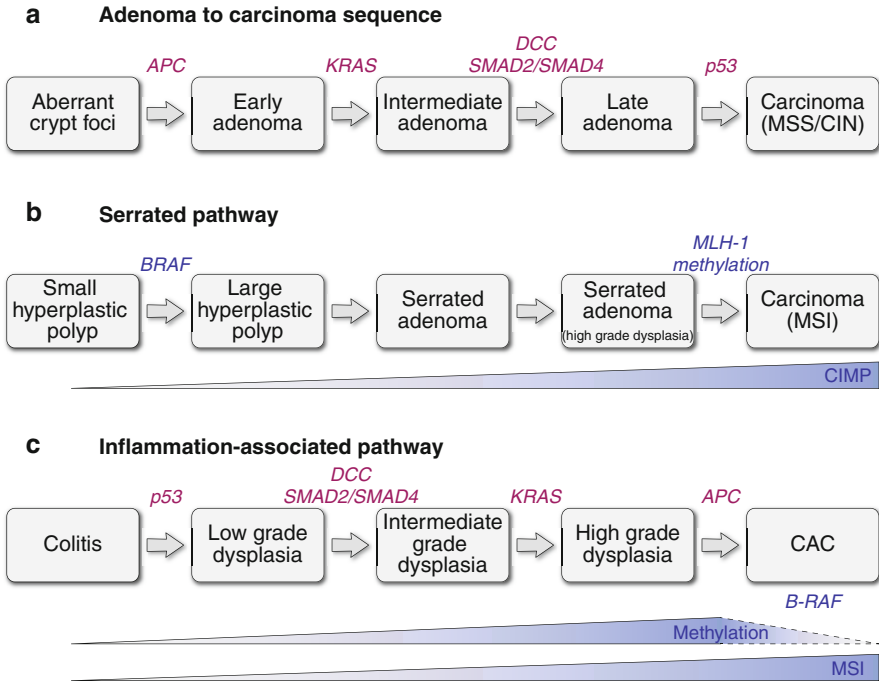 a Adenoma to carcinoma sequence
DCC
APC KRAS SMAD2/SMAD4 p53
Aberrant
crypt foci
Early
adenoma
Intermediate
adenoma
Late
adenoma
Carcinoma
(MSS/CIN)
b Serrated pathway
MLH-1
BRAF methylation
Small
hyperplastic
polyp
Large
hyperplastic
polyp
Serrated
adenoma
Serrated
adenoma
(high grade dysplasia)
Carcinoma
(MSI)
CIMP
c Inflammation-associated pathway
DCC
p53 SMAD2/SMAD4 KRAS APC
Colitis
Low grade
dysplasia
Intermediate
grade
dysplasia
High grade
dysplasia
CAC
B-RAF
Methylation
MSI